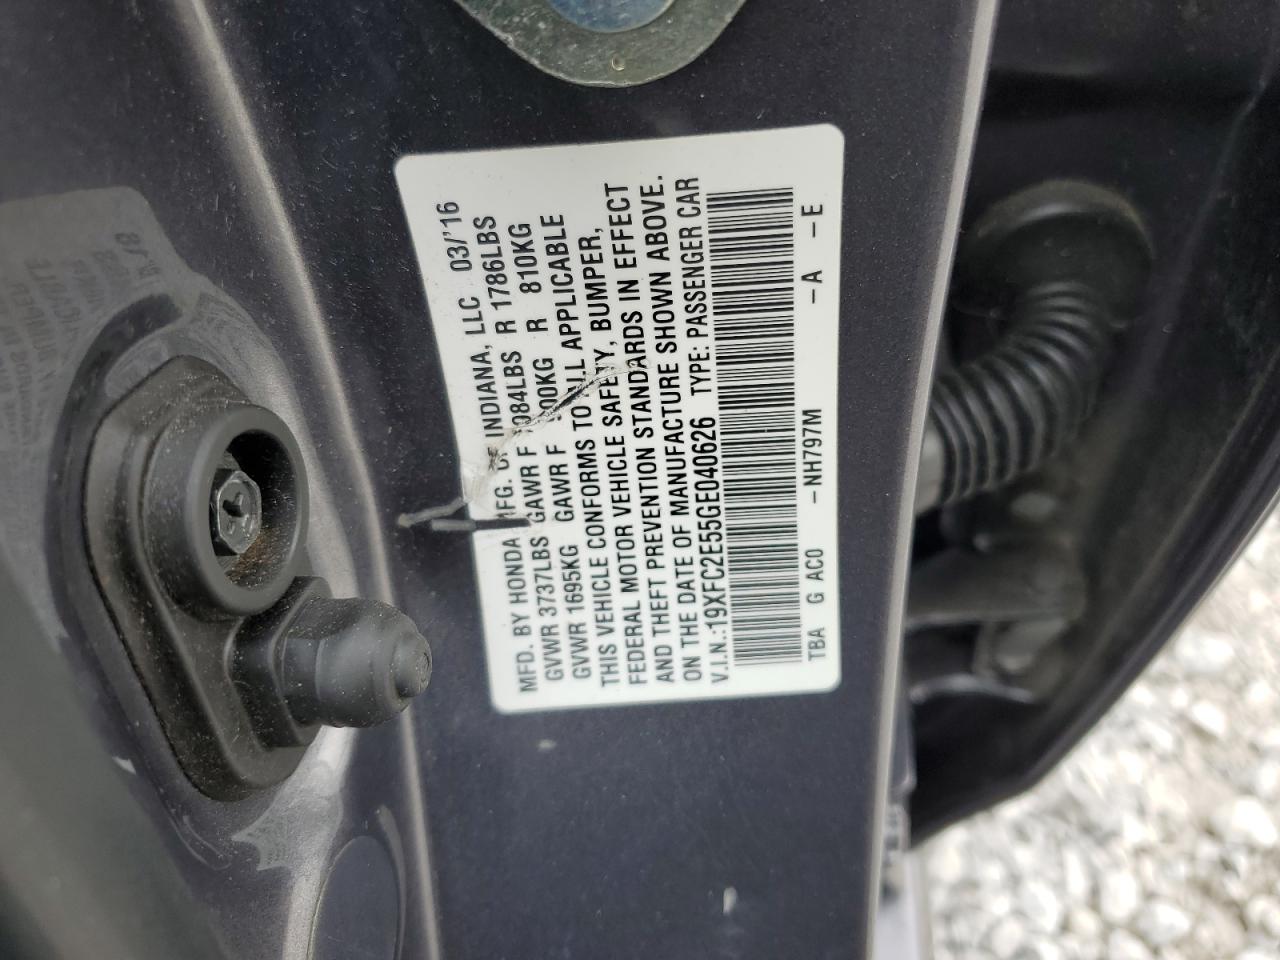 MFD. BY HONDA MFG. OF INDIANA, LLC 03/'16
GVWR 3737LBS GAWR F 084LBS R 1786LBS
GVWR 1695KG GAWR F 00KG R 810KG
THIS VEHICLE CONFORMS TO ALL APPLICABLE
FEDERAL MOTOR VEHICLE SAFETY, BUMPER,
AND THEFT PREVENTION STANDARDS IN EFFECT
ON THE DATE OF MANUFACTURE SHOWN ABOVE.
V.I.N.:19XFC2E55GE040626 TYPE: PASSENGER CAR
TBA G AC0 -NH797M -A -E